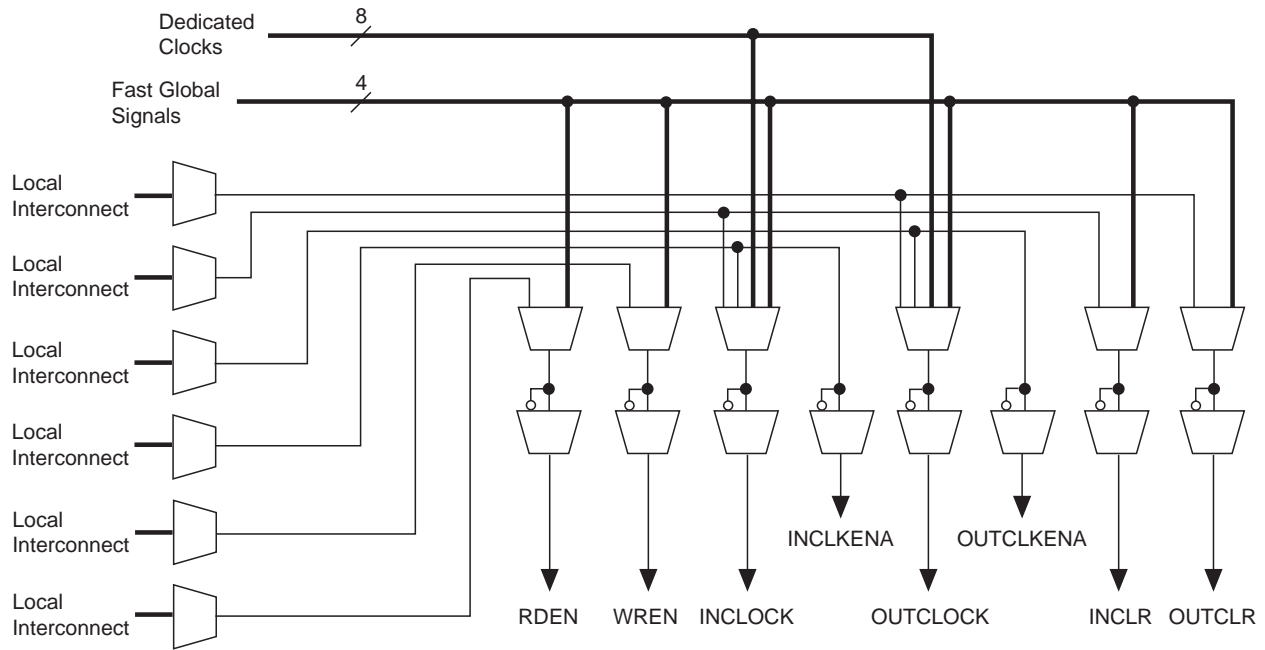 Dedicated
Clocks
8
Fast Global
Signals
4
Local
Interconnect
Local
Interconnect
Local
Interconnect
Local
Interconnect
Local
Interconnect
Local
Interconnect
INCLKENA
OUTCLKENA
RDEN
WREN
INCLOCK
OUTCLOCK
INCLR
OUTCLR